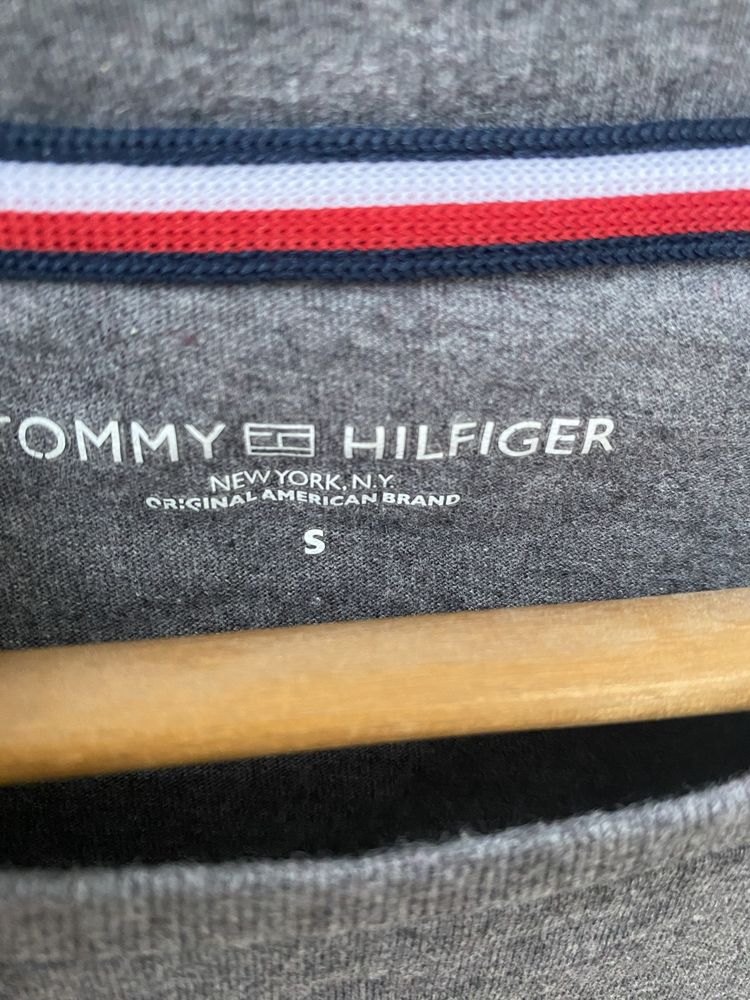 TOMMY HILFIGER
NEW YORK, N.Y.
ORIGINAL AMERICAN BRAND
S